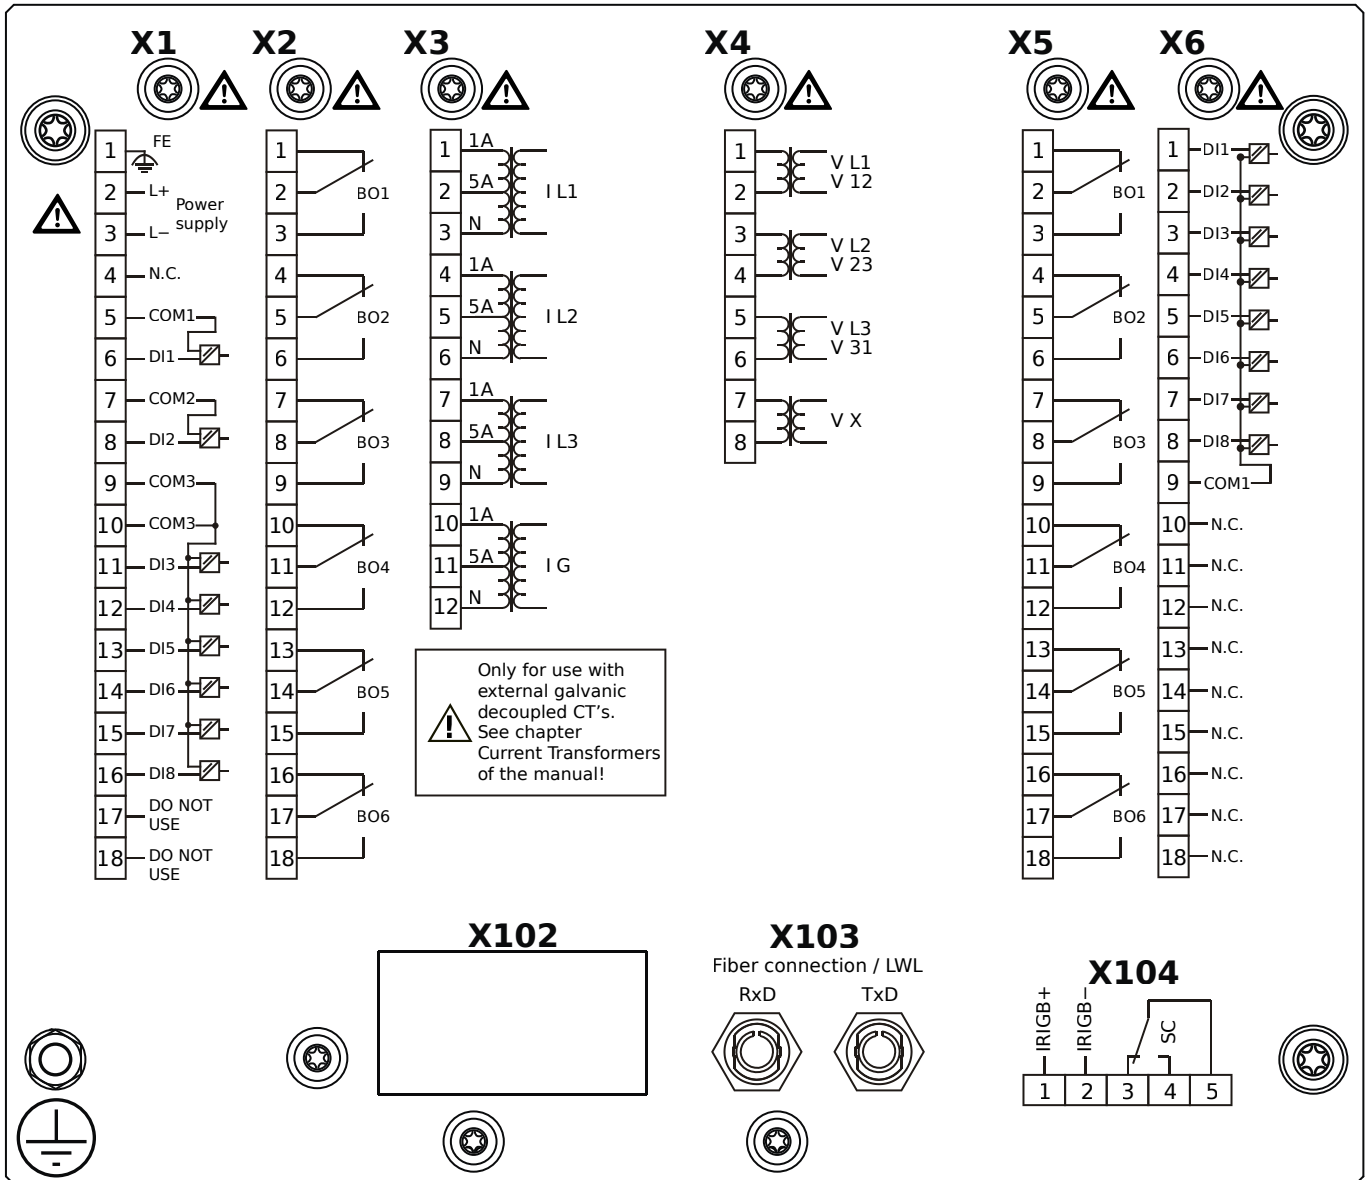 X1
X2
X3
X4
X5
X6
1 FE
2 L+
3 L−
Power
supply
4 N.C.
5 COM1
6 DI1
7 COM2
8 DI2
9 COM3
10 COM3
11 DI3
12 DI4
13 DI5
14 DI6
15 DI7
16 DI8
17 DO NOT
USE
18 DO NOT
USE
1
2 BO1
3
4
5 BO2
6
7
8 BO3
9
10
11 BO4
12
13
14 BO5
15
16
17 BO6
18
1 1A
2 5A I L1
3 N
4 1A
5 5A I L2
6 N
7 1A
8 5A I L3
9 N
10 1A
11 5A I G
12 N
Only for use with
external galvanic
decoupled CT's.
See chapter
Current Transformers
of the manual!
1 V L1
2 V 12
3 V L2
4 V 23
5 V L3
6 V 31
7 V X
8
1
2 BO1
3
4
5 BO2
6
7
8 BO3
9
10
11 BO4
12
13
14 BO5
15
16
17 BO6
18
1 DI1
2 DI2
3 DI3
4 DI4
5 DI5
6 DI6
7 DI7
8 DI8
9 COM1
10 N.C.
11 N.C.
12 N.C.
13 N.C.
14 N.C.
15 N.C.
16 N.C.
17 N.C.
18 N.C.
X102
X103
Fiber connection / LWL
RxD TxD
X104
IRIGB+
IRIGB−
SC
1 2 3 4 5